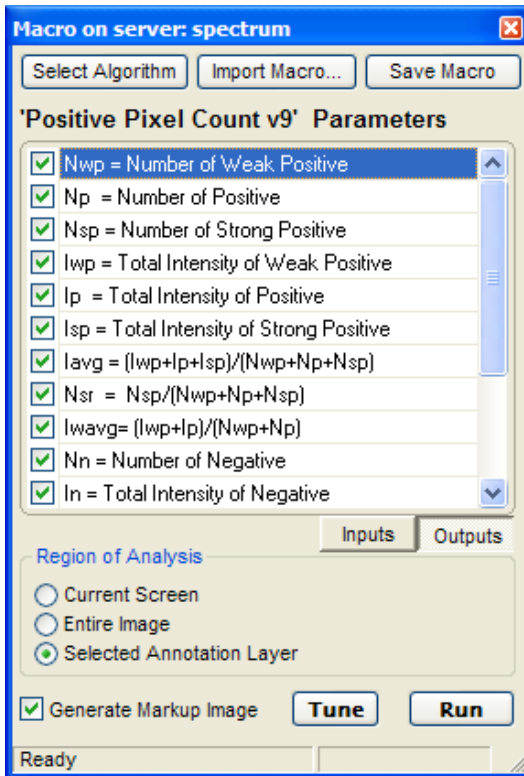 Macro on server: spectrum
Select Algorithm Import Macro... Save Macro
'Positive Pixel Count v9' Parameters
Nwp = Number of Weak Positive
Np = Number of Positive
Nsp = Number of Strong Positive
Iwp = Total Intensity of Weak Positive
Ip = Total Intensity of Positive
Isp = Total Intensity of Strong Positive
Iavg = (Iwp+Ip+Isp)/(Nwp+Np+Nsp)
Nsr = Nsp/(Nwp+Np+Nsp)
Iwavg= (Iwp+Ip)/(Nwp+Np)
Nn = Number of Negative
In = Total Intensity of Negative
Inputs Outputs
Region of Analysis
Current Screen
Entire Image
Selected Annotation Layer
Generate Markup Image Tune Run
Ready